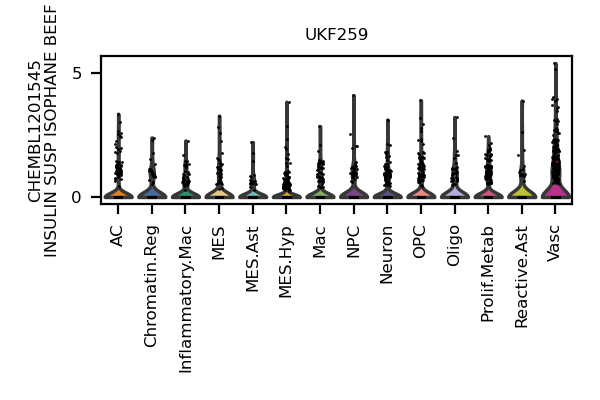 UKF259
CHEMBL1201545
INSULIN SUSP ISOPHANE BEEF
5
0
AC
Chromatin.Reg
Inflammatory.Mac
MES
MES.Ast
MES.Hyp
Mac
NPC
Neuron
OPC
Oligo
Prolif.Metab
Reactive.Ast
Vasc